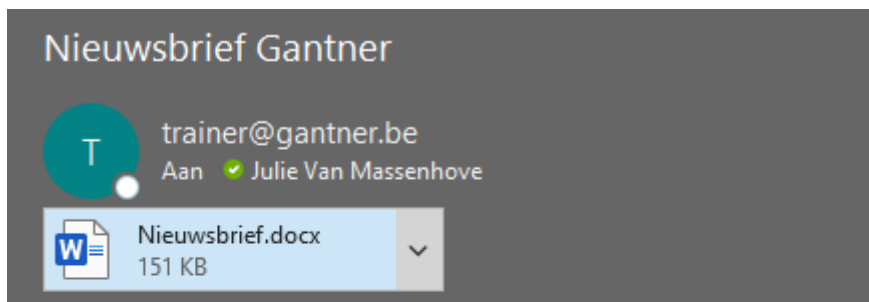 Nieuwsbrief Gantner
T
trainer@gantner.be
Aan Julie Van Massenhove
W
Nieuwsbrief.docx
151 KB